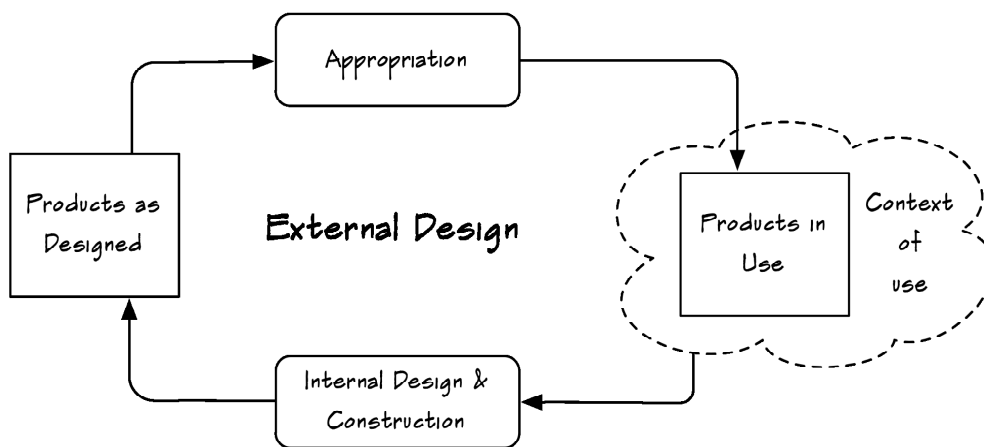 Appropriation
Products as
Designed
External Design
Products in
Use
Context
of
use
Internal Design &
Construction